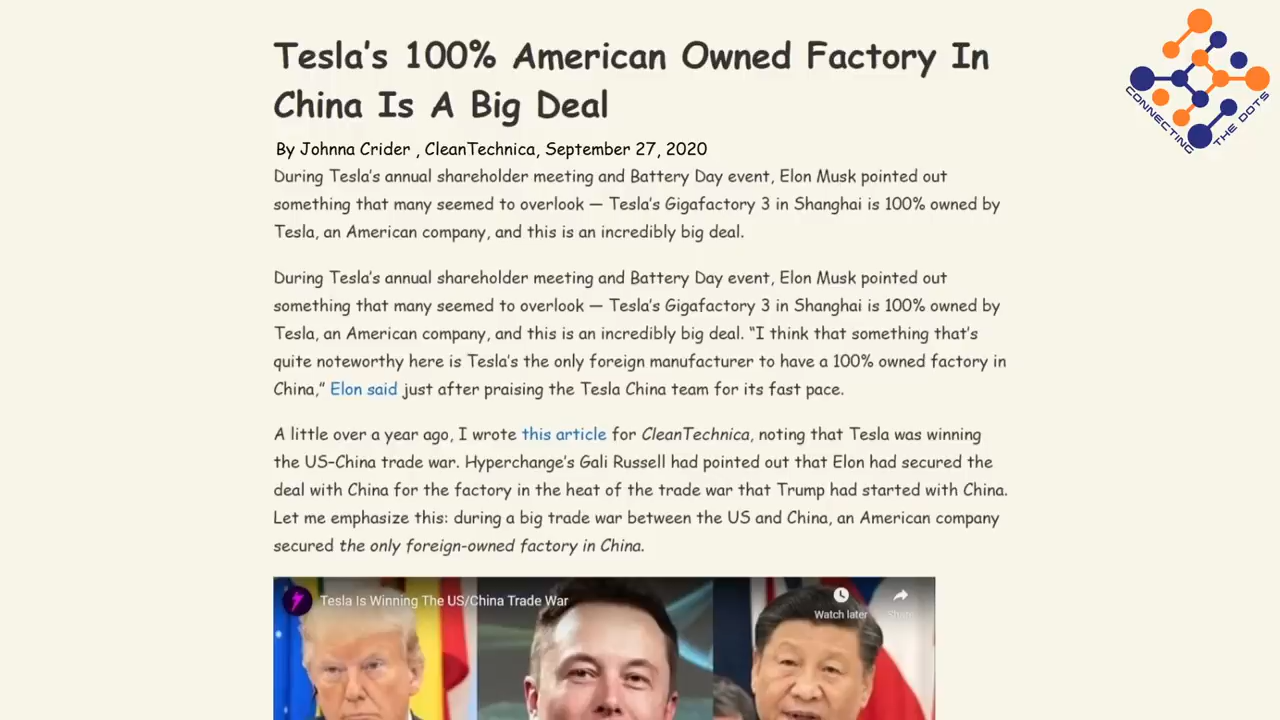 Tesla's 100% American Owned Factory In
China Is A Big Deal
By Johnna Crider , CleanTechnica, September 27, 2020
During Tesla's annual shareholder meeting and Battery Day event, Elon Musk pointed out
something that many seemed to overlook — Tesla's Gigafactory 3 in Shanghai is 100% owned by
Tesla, an American company, and this is an incredibly big deal.
During Tesla's annual shareholder meeting and Battery Day event, Elon Musk pointed out
something that many seemed to overlook — Tesla's Gigafactory 3 in Shanghai is 100% owned by
Tesla, an American company, and this is an incredibly big deal. “I think that something that's
quite noteworthy here is Tesla's the only foreign manufacturer to have a 100% owned factory in
China,” Elon said just after praising the Tesla China team for its fast pace.
A little over a year ago, I wrote this article for CleanTechnica, noting that Tesla was winning
the US–China trade war. Hyperchange's Gali Russell had pointed out that Elon had secured the
deal with China for the factory in the heat of the trade war that Trump had started with China.
Let me emphasize this: during a big trade war between the US and China, an American company
secured the only foreign-owned factory in China.
Tesla Is Winning The US/China Trade War
Watch later
Share
CONNECTING THE DOTS